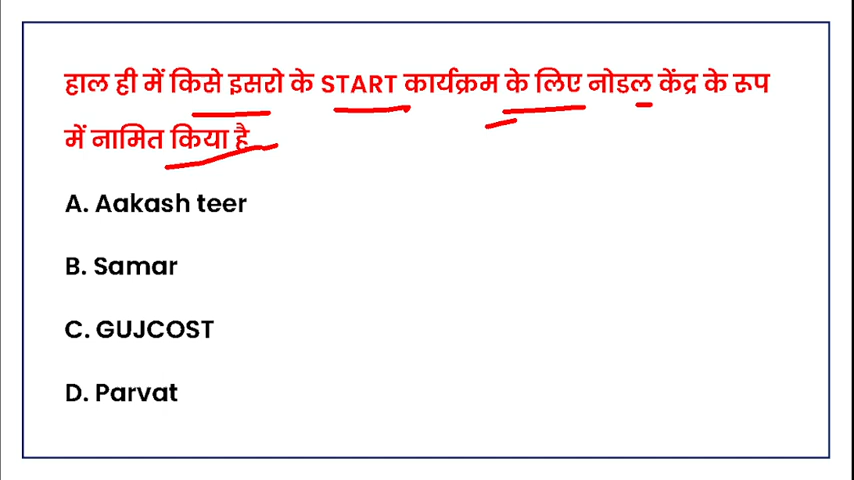 हाल ही में किसे इसरो के START कार्यक्रम के लिए नोडल केंद्र के रूप
में नामित किया है
A. Aakash teer
B. Samar
C. GUJCOST
D. Parvat